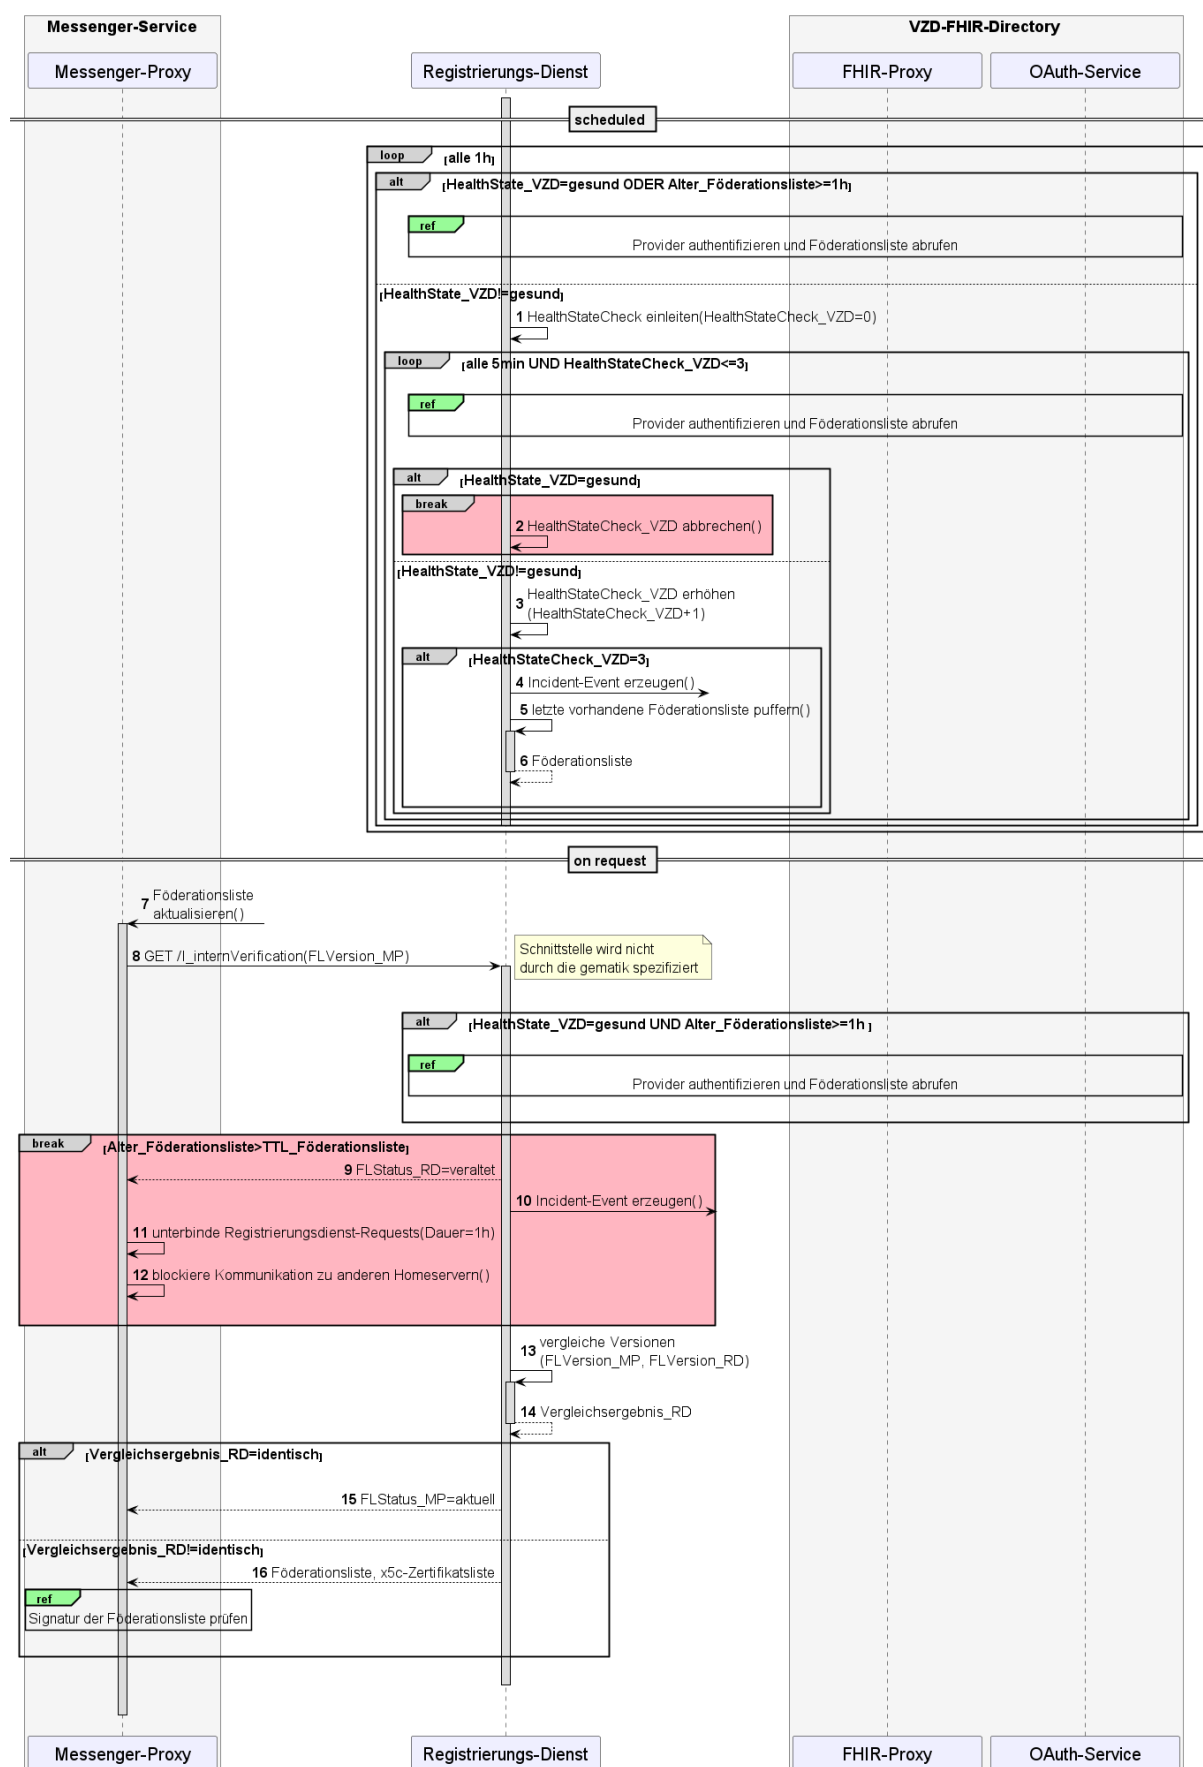 Messenger-Service
VZD-FHIR-Directory
Messenger-Proxy
Registrierungs-Dienst
FHIR-Proxy
OAuth-Service
scheduled
loop [alle 1h]
alt [HealthState_VZD=gesund ODER Alter_Föderationsliste>=1h]
ref
Provider authentifizieren und Föderationsliste abrufen
[HealthState_VZD!=gesund]
1 HealthStateCheck einleiten(HealthStateCheck_VZD=0)
loop [alle 5min UND HealthStateCheck_VZD<=3]
ref
Provider authentifizieren und Föderationsliste abrufen
alt [HealthState_VZD=gesund]
break
2 HealthStateCheck_VZD abbrechen()
[HealthState_VZD!=gesund]
3 HealthStateCheck_VZD erhöhen
(HealthStateCheck_VZD+1)
alt [HealthStateCheck_VZD=3]
4 Incident-Event erzeugen()
5 letzte vorhandene Föderationsliste puffern()
6 Föderationsliste
on request
7 Föderationsliste
aktualisieren()
8 GET /I_internVerification(FLVersion_MP)
Schnittstelle wird nicht
durch die gematik spezifiziert
alt [HealthState_VZD=gesund UND Alter_Föderationsliste>=1h ]
ref
Provider authentifizieren und Föderationsliste abrufen
break [Alter_Föderationsliste>TTL_Föderationsliste]
9 FLStatus_RD=veraltet
10 Incident-Event erzeugen()
11 unterbinde Registrierungsdienst-Requests(Dauer=1h)
12 blockiere Kommunikation zu anderen Homeservern()
13 vergleiche Versionen
(FLVersion_MP, FLVersion_RD)
14 Vergleichsergebnis_RD
alt [Vergleichsergebnis_RD=identisch]
15 FLStatus_MP=aktuell
[Vergleichsergebnis_RD!=identisch]
16 Föderationsliste, x5c-Zertifikatsliste
ref
Signatur der Föderationsliste prüfen
Messenger-Proxy
Registrierungs-Dienst
FHIR-Proxy
OAuth-Service